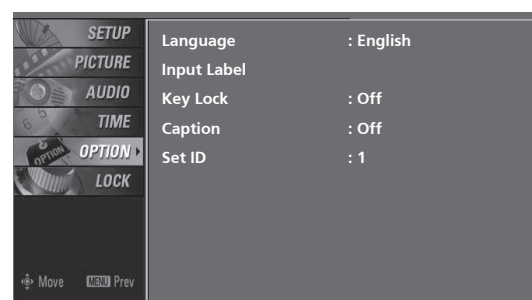 SETUP
PICTURE
AUDIO
TIME
OPTION
OPTION
LOCK
Move MENU Prev
Language : English
Input Label
Key Lock : Off
Caption : Off
Set ID : 1